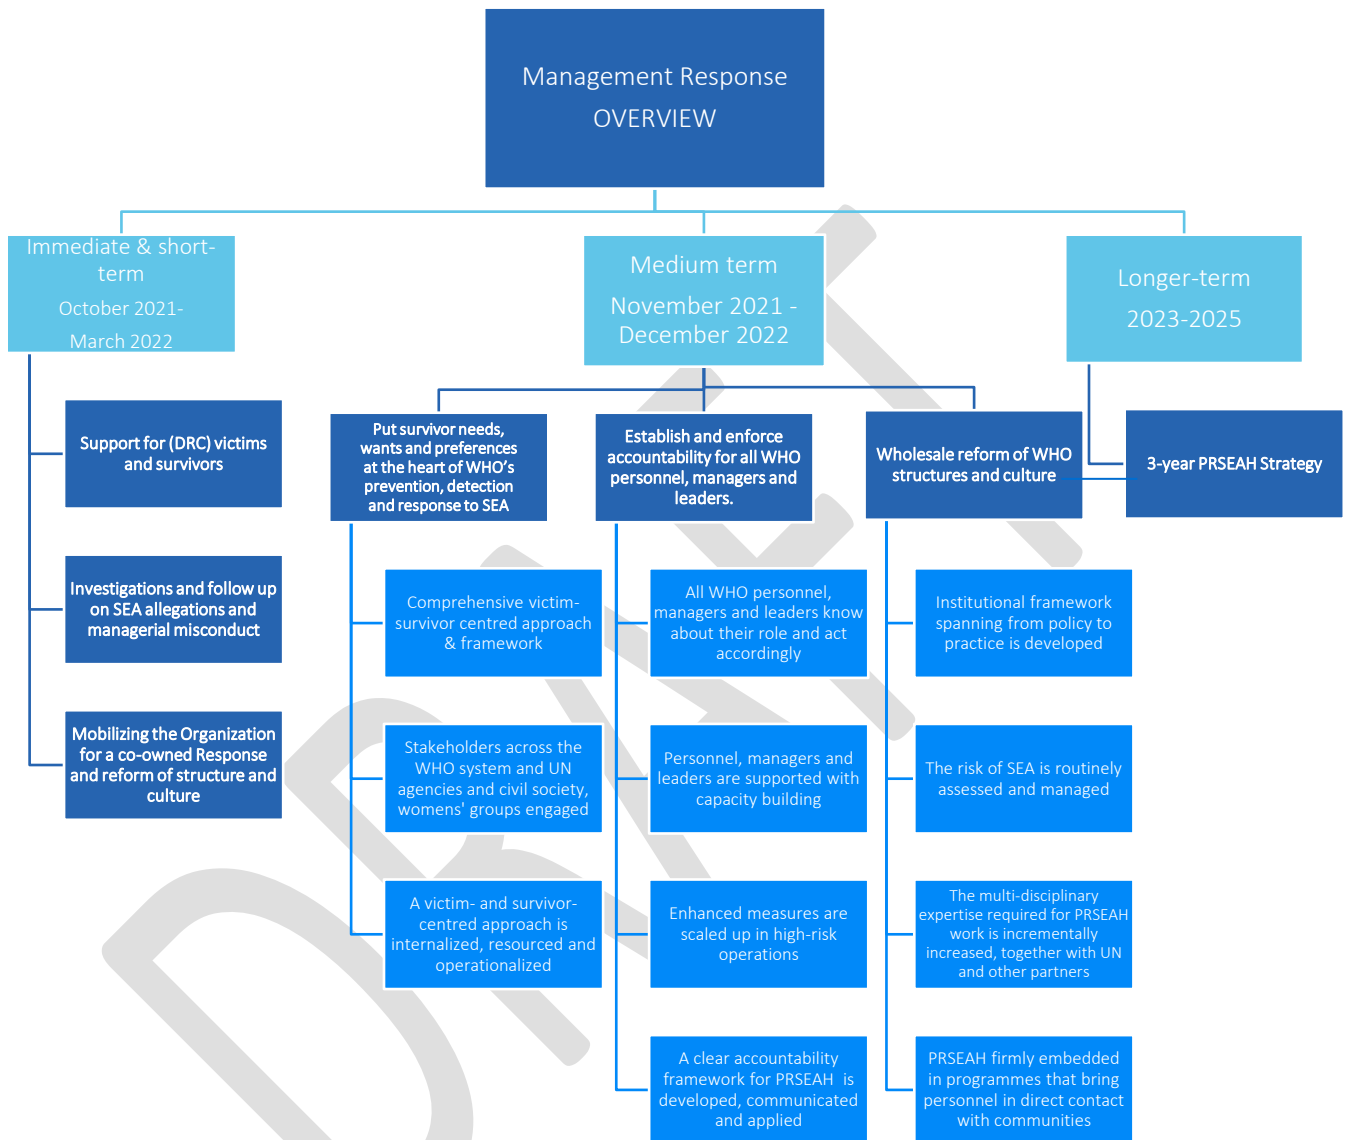 Management Response
OVERVIEW
Immediate & short-
term
October 2021-
March 2022
Medium term
November 2021 -
December 2022
Longer-term
2023-2025
Support for (DRC) victims
and survivors
Investigations and follow up
on SEA allegations and
managerial misconduct
Mobilizing the Organization
for a co-owned Response
and reform of structure and
culture
Put survivor needs,
wants and preferences
at the heart of WHO’s
prevention, detection
and response to SEA
Comprehensive victim-
survivor centred approach
& framework
Stakeholders across the
WHO system and UN
agencies and civil society,
womens' groups engaged
A victim- and survivor-
centred approach is
internalized, resourced and
operationalized
Establish and enforce
accountability for all WHO
personnel, managers and
leaders.
All WHO personnel,
managers and leaders know
about their role and act
accordingly
Personnel, managers and
leaders are supported with
capacity building
Enhanced measures are
scaled up in high-risk
operations
A clear accountability
framework for PRSEAH is
developed, communicated
and applied
Wholesale reform of WHO
structures and culture
Institutional framework
spanning from policy to
practice is developed
The risk of SEA is routinely
assessed and managed
The multi-disciplinary
expertise required for PRSEAH
work is incrementally
increased, together with UN
and other partners
PRSEAH firmly embedded
in programmes that bring
personnel in direct contact
with communities
3-year PRSEAH Strategy
DRAFT